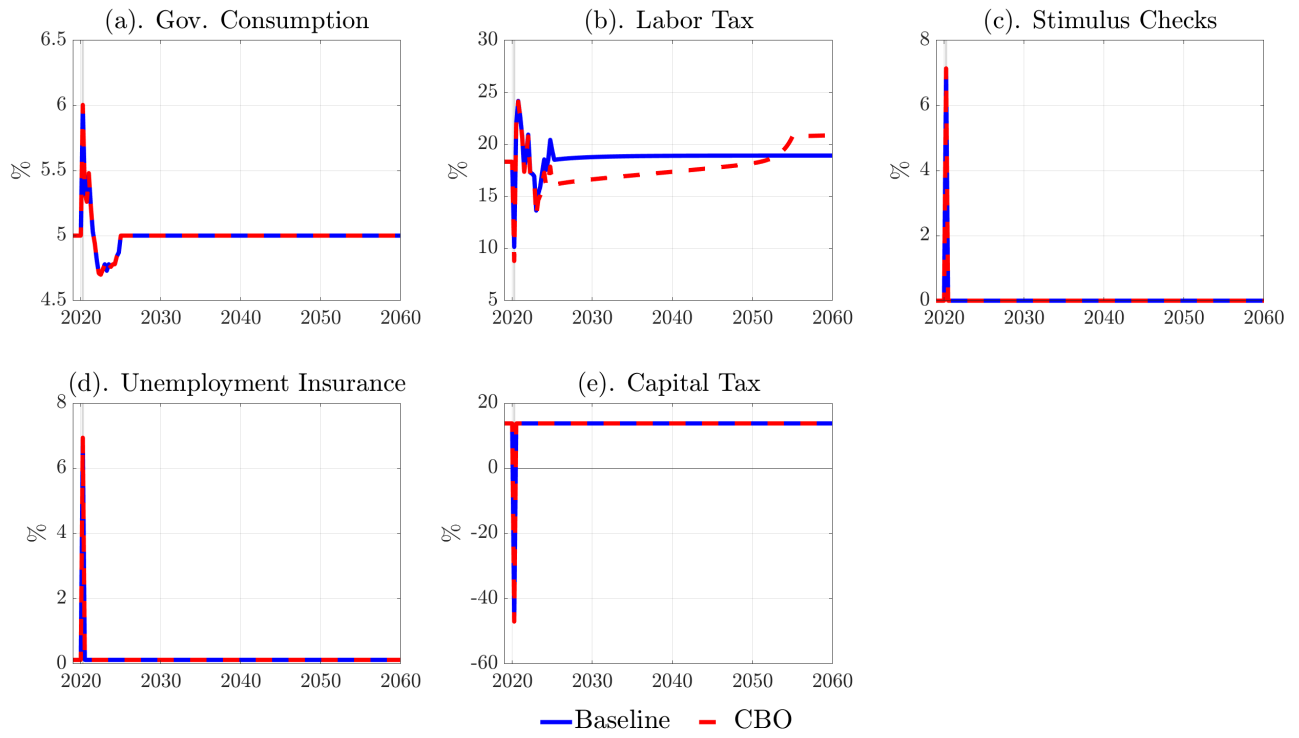 (a). Gov. Consumption
%
6.5
6
5.5
5
4.5
2020 2030 2040 2050 2060
(b). Labor Tax
%
30
25
20
15
10
5
2020 2030 2040 2050 2060
(c). Stimulus Checks
%
8
6
4
2
0
2020 2030 2040 2050 2060
(d). Unemployment Insurance
%
8
6
4
2
0
2020 2030 2040 2050 2060
(e). Capital Tax
%
20
0
-20
-40
-60
2020 2030 2040 2050 2060
Baseline CBO